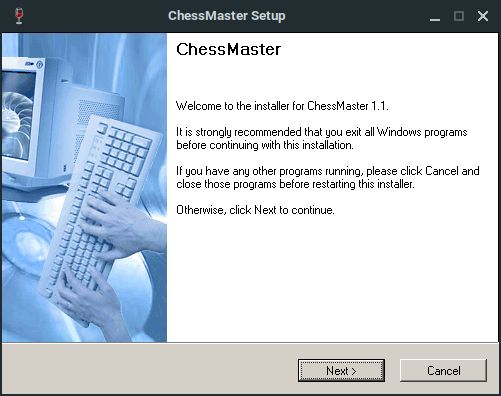 ChessMaster Setup
ChessMaster
Welcome to the installer for ChessMaster 1.1.
It is strongly recommended that you exit all Windows programs
before continuing with this installation.
If you have any other programs running, please click Cancel and
close those programs before restarting this installer.
Otherwise, click Next to continue.
Next >
Cancel